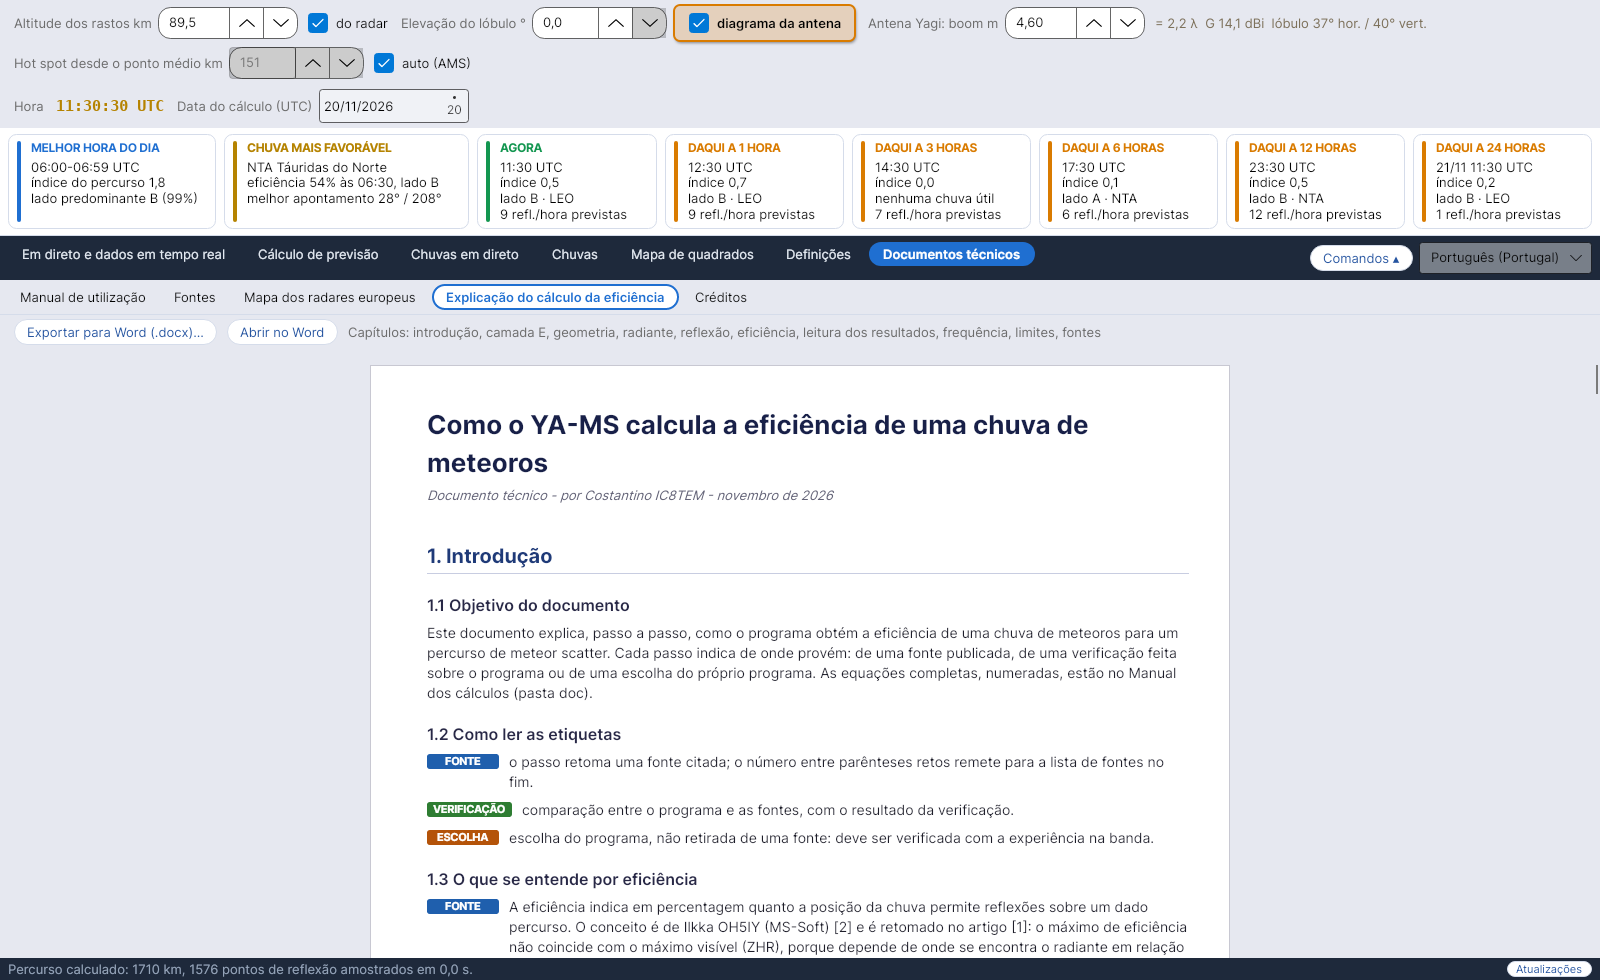 Altitude dos rastos km 89,5 do radar Elevação do lóbulo ° 0,0 diagrama da antena Antena Yagi: boom m 4,60 = 2,2 λ G 14,1 dBi lóbulo 37° hor. / 40° vert.
Hot spot desde o ponto médio km 151 auto (AMS)
Hora 11:30:30 UTC Data do cálculo (UTC) 20/11/2026 20
MELHOR HORA DO DIA
06:00-06:59 UTC
índice do percurso 1,8
lado predominante B (99%)
CHUVA MAIS FAVORÁVEL
NTA Táuridas do Norte
eficiência 54% às 06:30, lado B
melhor apontamento 28° / 208°
AGORA
11:30 UTC
índice 0,5
lado B · LEO
9 refl./hora previstas
DAQUI A 1 HORA
12:30 UTC
índice 0,7
lado B · LEO
9 refl./hora previstas
DAQUI A 3 HORAS
14:30 UTC
índice 0,0
nenhuma chuva útil
7 refl./hora previstas
DAQUI A 6 HORAS
17:30 UTC
índice 0,1
lado A · NTA
6 refl./hora previstas
DAQUI A 12 HORAS
23:30 UTC
índice 0,5
lado B · NTA
12 refl./hora previstas
DAQUI A 24 HORAS
21/11 11:30 UTC
índice 0,2
lado B · LEO
1 refl./hora previstas
Em direto e dados em tempo real Cálculo de previsão Chuvas em direto Chuvas Mapa de quadrados Definições Documentos técnicos Comandos ▴ Português (Portugal)
Manual de utilização Fontes Mapa dos radares europeus Explicação do cálculo da eficiência Créditos
Exportar para Word (.docx)... Abrir no Word Capítulos: introdução, camada E, geometria, radiante, reflexão, eficiência, leitura dos resultados, frequência, limites, fontes
Como o YA-MS calcula a eficiência de uma chuva de
meteoros
Documento técnico - por Costantino IC8TEM - novembro de 2026
1. Introdução
1.1 Objetivo do documento
Este documento explica, passo a passo, como o programa obtém a eficiência de uma chuva de meteoros para um
percurso de meteor scatter. Cada passo indica de onde provém: de uma fonte publicada, de uma verificação feita
sobre o programa ou de uma escolha do próprio programa. As equações completas, numeradas, estão no Manual
dos cálculos (pasta doc).
1.2 Como ler as etiquetas
FONTE o passo retoma uma fonte citada; o número entre parênteses retos remete para a lista de fontes no
fim.
VERIFICAÇÃO comparação entre o programa e as fontes, com o resultado da verificação.
ESCOLHA escolha do programa, não retirada de uma fonte: deve ser verificada com a experiência na banda.
1.3 O que se entende por eficiência
FONTE A eficiência indica em percentagem quanto a posição da chuva permite reflexões sobre um dado
percurso. O conceito é de Ilkka OH5IY (MS-Soft) [2] e é retomado no artigo [1]: o máximo de eficiência
não coincide com o máximo visível (ZHR), porque depende de onde se encontra o radiante em relação
Percurso calculado: 1710 km, 1576 pontos de reflexão amostrados em 0,0 s. Atualizações